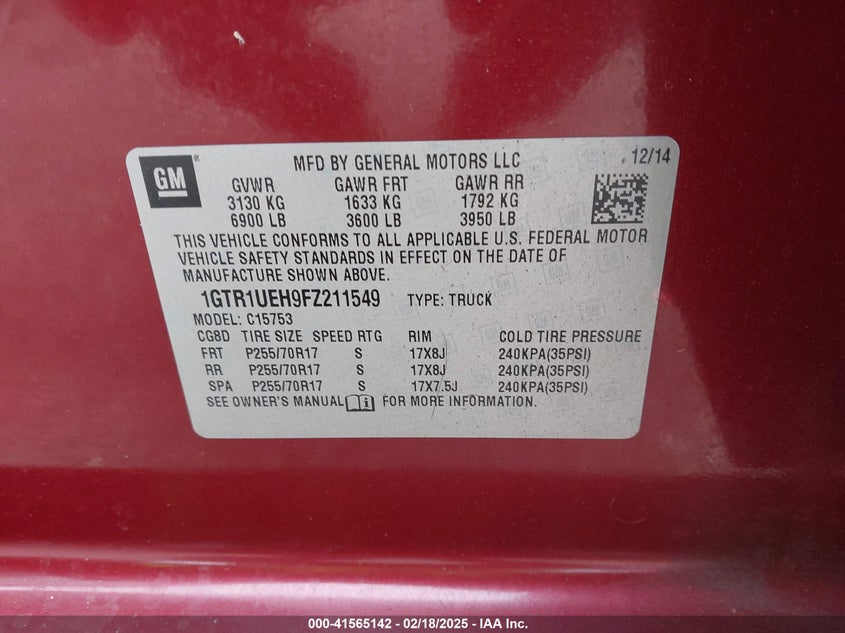 GM
MFD BY GENERAL MOTORS LLC
12/14
GVWR GAWR FRT GAWR RR
3130 KG 1633 KG 1792 KG
6900 LB 3600 LB 3950 LB
THIS VEHICLE CONFORMS TO ALL APPLICABLE U.S. FEDERAL MOTOR
VEHICLE SAFETY STANDARDS IN EFFECT ON THE DATE OF
MANUFACTURE SHOWN ABOVE.
1GTR1UEH9FZ211549 TYPE: TRUCK
MODEL: C15753
CG8D TIRE SIZE SPEED RTG RIM COLD TIRE PRESSURE
FRT P255/70R17 S 17X8J 240KPA(35PSI)
RR P255/70R17 S 17X8J 240KPA(35PSI)
SPA P255/70R17 S 17X7.5J 240KPA(35PSI)
SEE OWNER'S MANUAL FOR MORE INFORMATION.
000-41565142 - 02/18/2025 - IAA Inc.